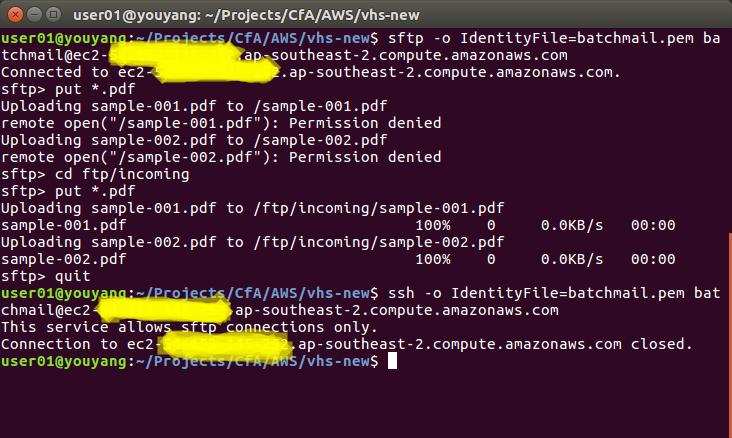 user01@youyang: ~/Projects/CfA/AWS/vhs-new
user01@youyang:~/Projects/CfA/AWS/vhs-new$ sftp -o IdentityFile=batchmail.pem ba
tchmail@ec2- .ap-southeast-2.compute.amazonaws.com
Connected to ec2- .ap-southeast-2.compute.amazonaws.com.
sftp> put *.pdf
Uploading sample-001.pdf to /sample-001.pdf
remote open("/sample-001.pdf"): Permission denied
Uploading sample-002.pdf to /sample-002.pdf
remote open("/sample-002.pdf"): Permission denied
sftp> cd ftp/incoming
sftp> put *.pdf
Uploading sample-001.pdf to /ftp/incoming/sample-001.pdf
sample-001.pdf 100% 0 0.0KB/s 00:00
Uploading sample-002.pdf to /ftp/incoming/sample-002.pdf
sample-002.pdf 100% 0 0.0KB/s 00:00
sftp> quit
user01@youyang:~/Projects/CfA/AWS/vhs-new$ ssh -o IdentityFile=batchmail.pem bat
chmail@ec2- .ap-southeast-2.compute.amazonaws.com
This service allows sftp connections only.
Connection to ec2- .ap-southeast-2.compute.amazonaws.com closed.
user01@youyang:~/Projects/CfA/AWS/vhs-new$